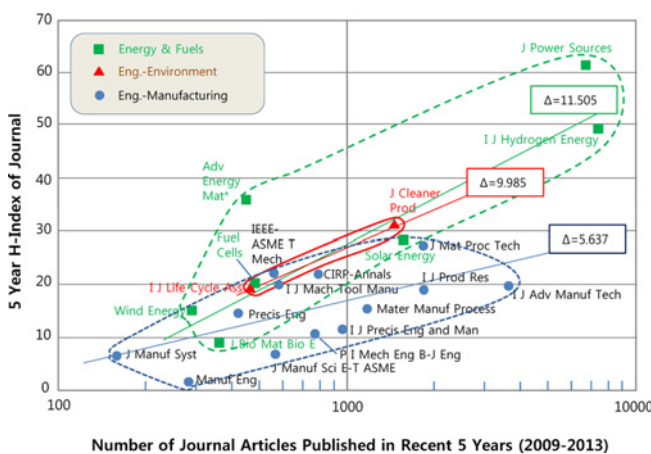 70
60
50
40
30
20
10
0
5 Year H-Index of Journal
Energy & Fuels
Eng.-Environment
Eng.-Manufacturing
J Power Sources
Δ=11.505
I J Hydrogen Energy
Adv
Energy
Mat*
Δ=9.985
J Cleaner
Prod
IEEE-
ASME T
Mech
Fuel
Cells
Δ=5.637
Solar Energy
J Mat Proc Tech
CIRP-Annals
I J Life Cycle Ass
I J Mach Tool Manu
I J Prod Res
I J Adv Manuf Tech
Wind Energy
Precis Eng
Mater Manuf Process
I J Precis Eng and Man
J Bio Mat Bio E
P I Mech Eng B-J Eng
J Manuf Syst
J Manuf Sci E-T ASME
Manuf Eng
100
1000
10000
Number of Journal Articles Published in Recent 5 Years (2009-2013)